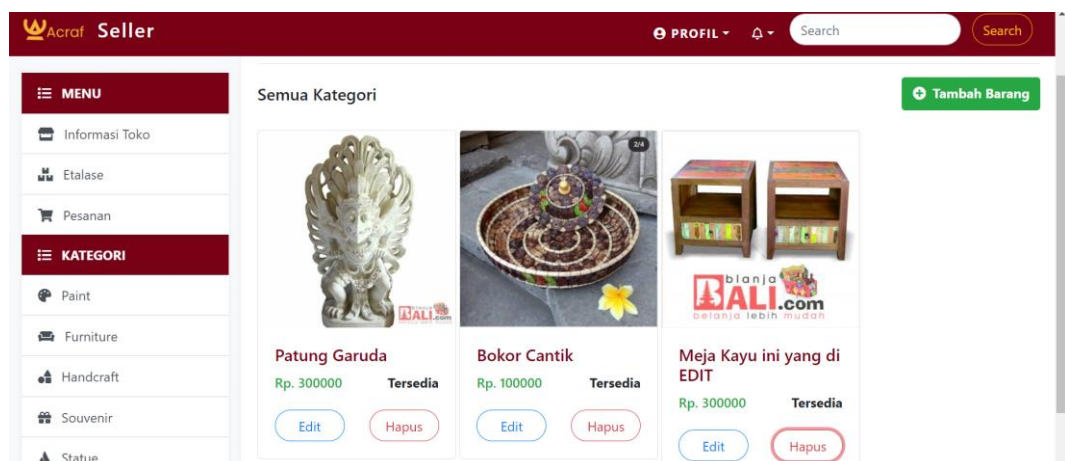 Acraf Seller
PROFIL
Search
Search
MENU
Informasi Toko
Etalase
Pesanan
KATEGORI
Paint
Furniture
Handcraft
Souvenir
Statue
Semua Kategori
Tambah Barang
BALI.com
Patung Garuda
Rp. 300000 Tersedia
Edit Hapus
2/4
Bokor Cantik
Rp. 100000 Tersedia
Edit Hapus
blanja
BALI.com
belanja lebih mudah
Meja Kayu ini yang di
EDIT
Rp. 300000 Tersedia
Edit Hapus